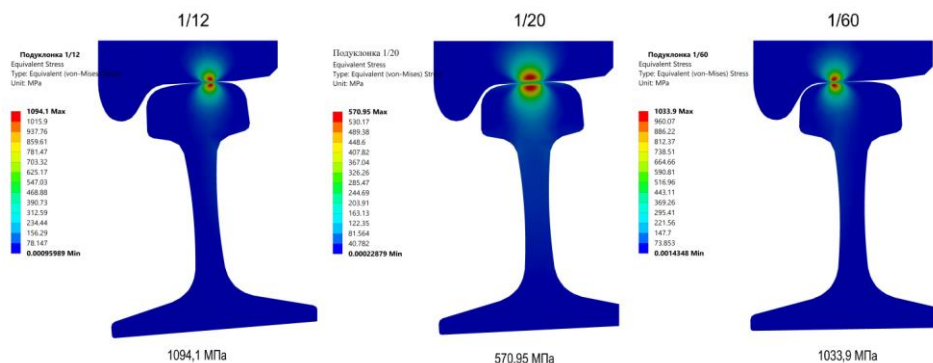 1/12
Подуклонка 1/12
Equivalent Stress
Type: Equivalent (von-Mises)
Unit: MPa
1094.1 Max
1015.9
937.76
859.61
781.47
703.32
625.17
547.03
468.88
390.73
312.59
234.44
156.29
78.147
0.00095989 Min
1094,1 МПа
1/20
Подуклонка 1/20
Equivalent Stress
Type: Equivalent (von-Mises) Stress
Unit: MPa
570.95 Max
530.17
489.38
448.6
407.82
367.04
326.26
285.47
244.69
203.91
163.13
122.35
81.564
40.782
0.00022879 Min
570.95 МПа
1/60
Подуклонка 1/60
Equivalent Stress
Type: Equivalent (von-Mises) Stress
Unit: MPa
1033.9 Max
960.07
886.22
812.37
738.51
664.66
590.81
516.96
443.11
369.26
295.41
221.56
147.7
73.853
0.0014348 Min
1033,9 МПа